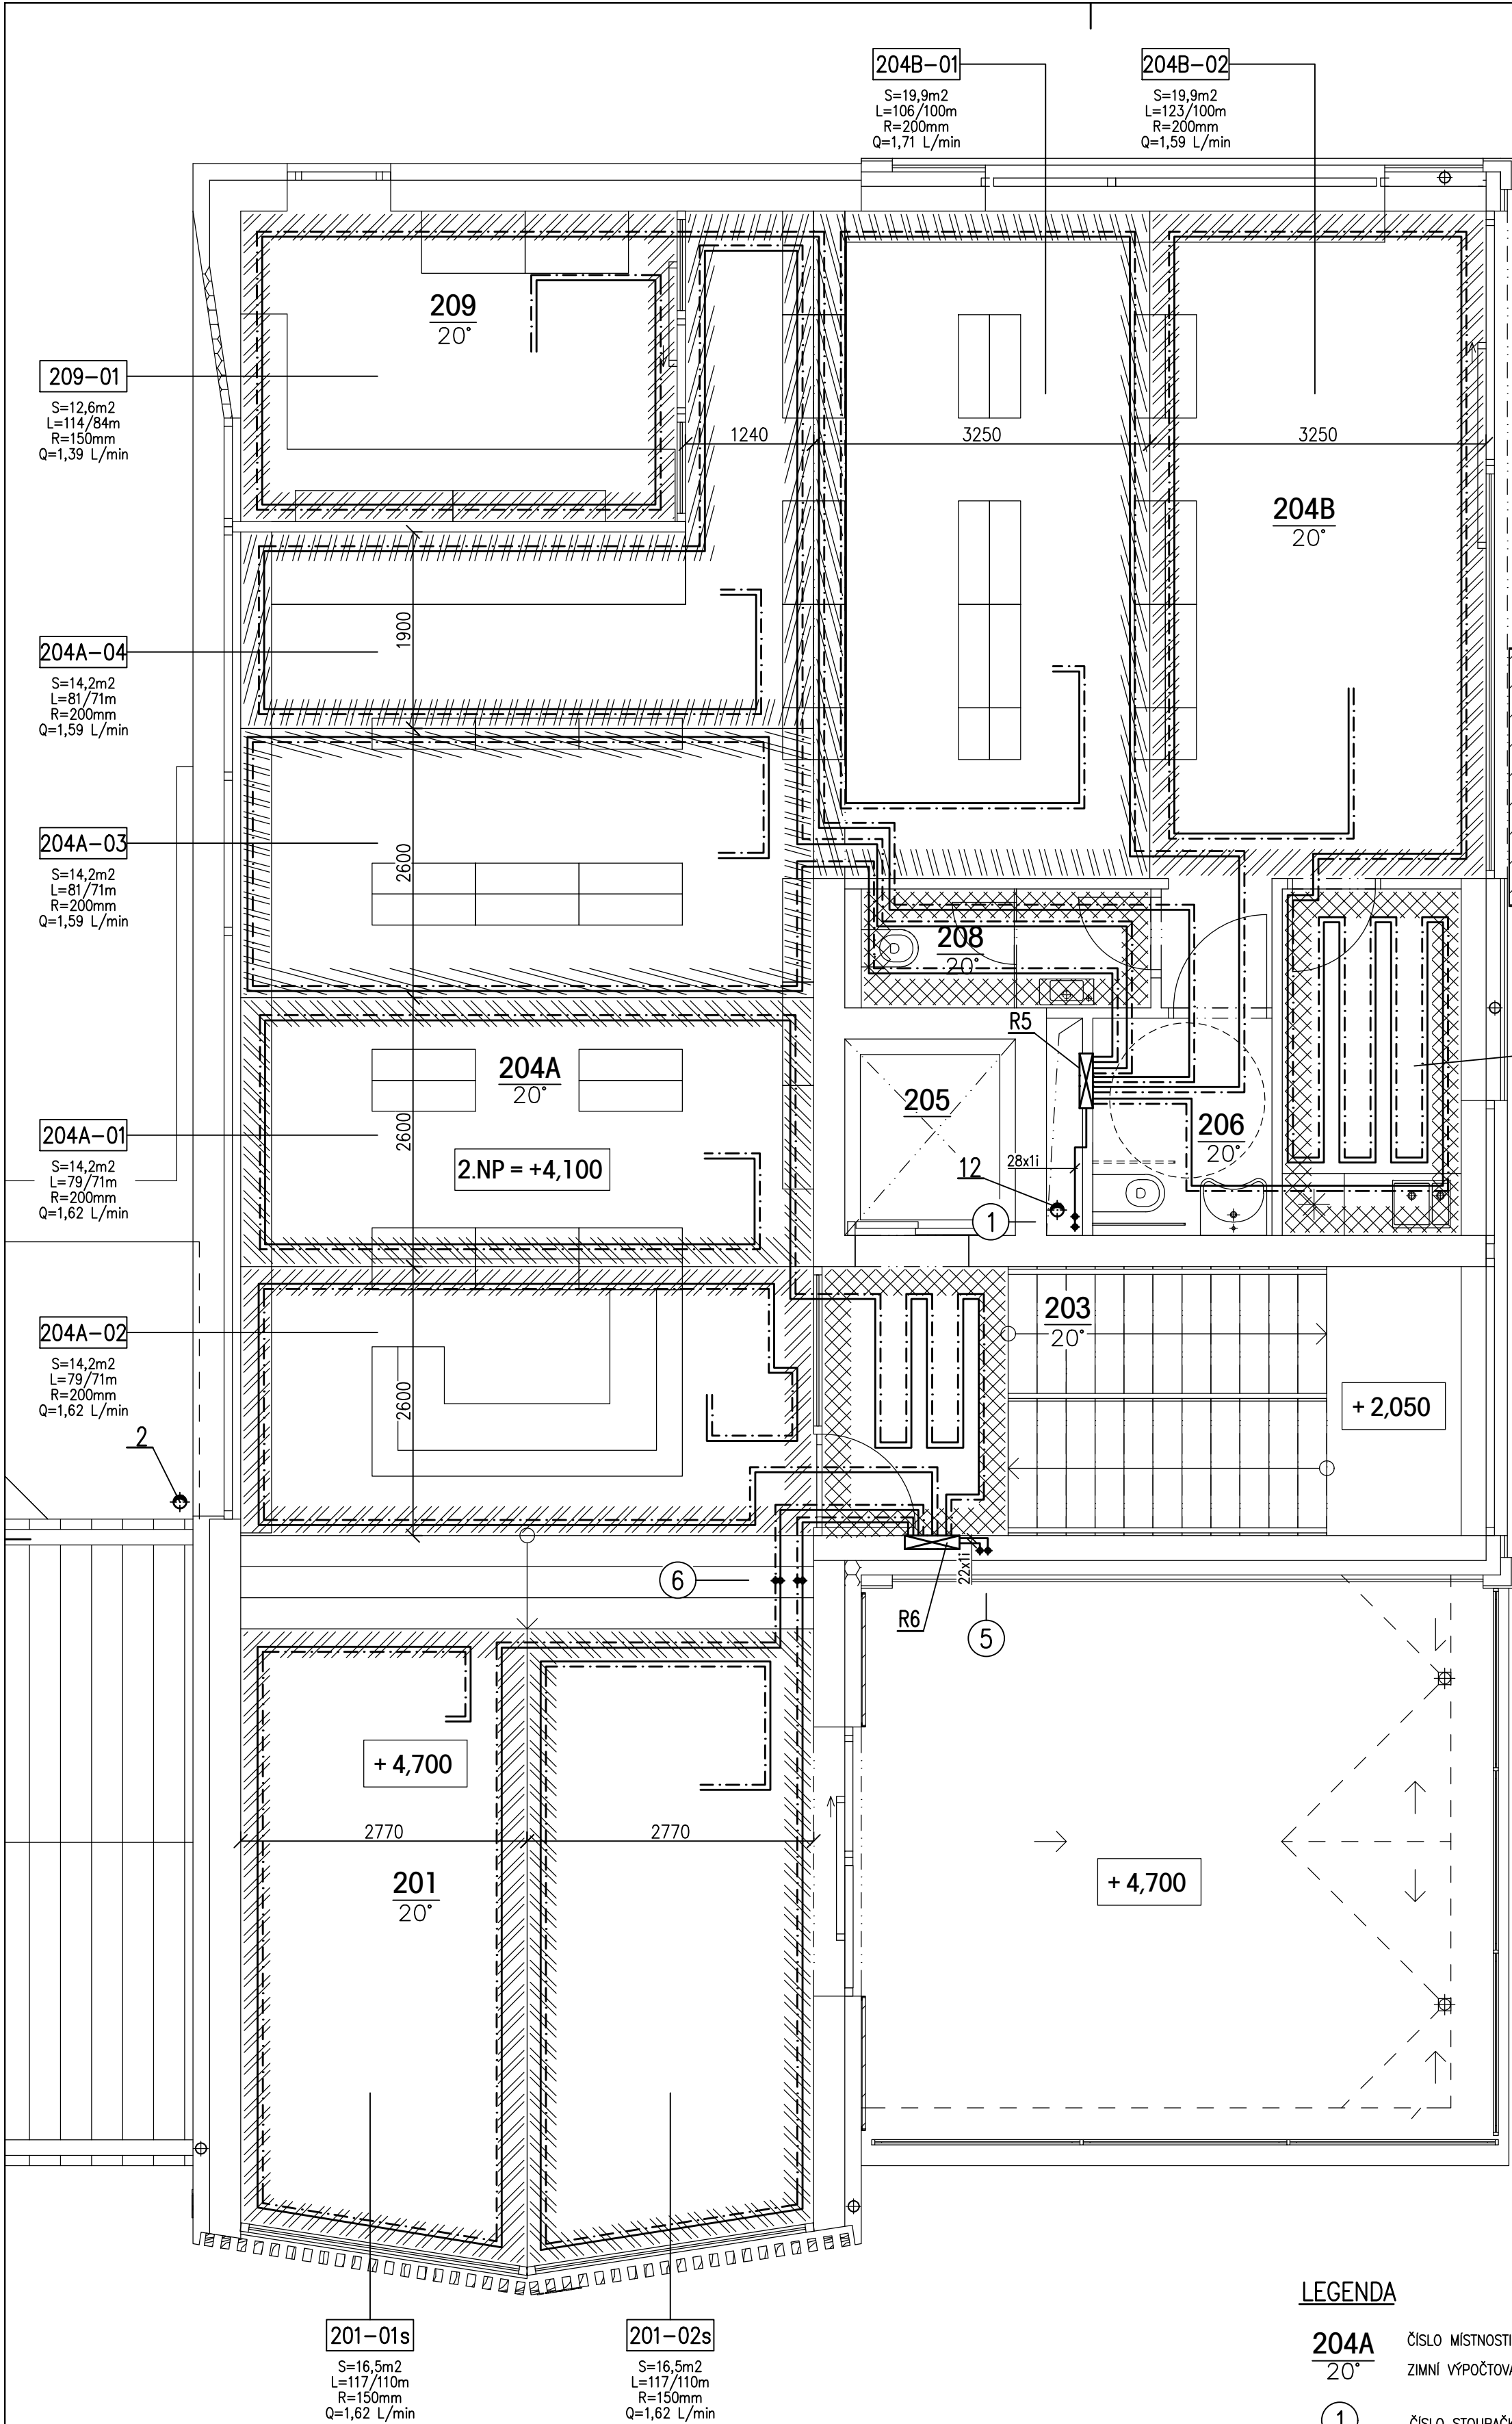 204B-01
S=19,9m2
L=106/100m
R=200mm
Q=1,71 L/min
204B-02
S=19,9m2
L=123/100m
R=200mm
Q=1,59 L/min
209
20°
209-01
S=12,6m2
L=114/84m
R=150mm
Q=1,39 L/min
1240
3250
3250
204B
20°
1900
204A-04
S=14,2m2
L=81/71m
R=200mm
Q=1,59 L/min
204A-03
S=14,2m2
L=81/71m
R=200mm
Q=1,59 L/min
2600
208
20°
R5
204A
20°
205
206
20°
204A-01
S=14,2m2
L=79/71m
R=200mm
Q=1,62 L/min
2600
2.NP = +4,100
28x1i
12
1
203
20°
204A-02
S=14,2m2
L=79/71m
R=200mm
Q=1,62 L/min
2600
+ 2,050
2
6
22x1i
R6
5
+ 4,700
2770
2770
201
20°
+ 4,700
201-01s
S=16,5m2
L=117/110m
R=150mm
Q=1,62 L/min
201-02s
S=16,5m2
L=117/110m
R=150mm
Q=1,62 L/min
LEGENDA
204A
20°
ČÍSLO MÍSTNOSTI
ZIMNÍ VÝPOČTOVÁ
1